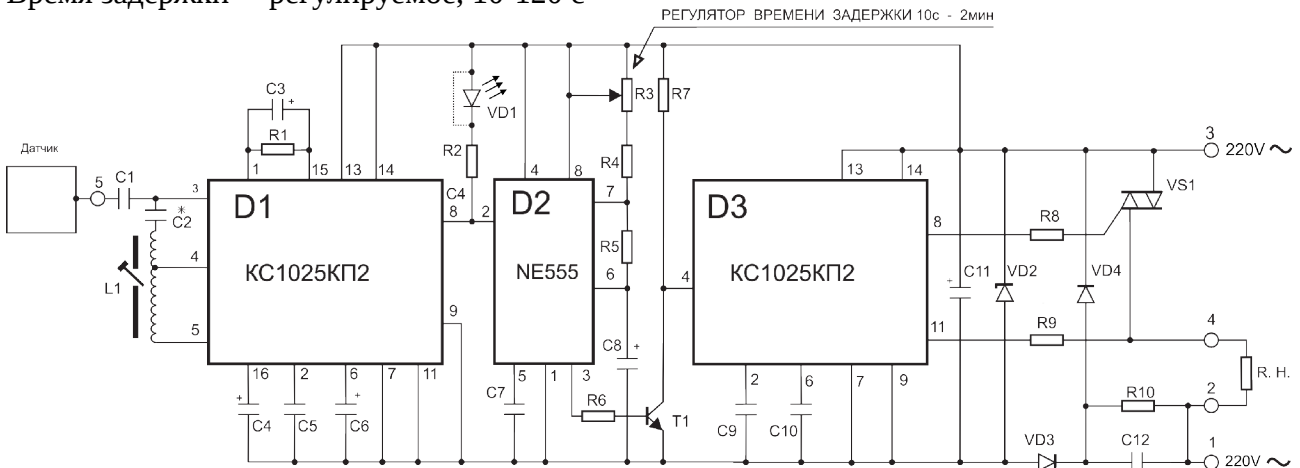 Время задержки – регулируемое, 10-120 с
РЕГУЛЯТОР ВРЕМЕНИ ЗАДЕРЖКИ 10с - 2мин
C3
+
R1
1
15
13
14
VD1
R2
4
8
R3
R7
R4
Датчик
5
C1
3
*
C2
L1
4
5
D1
КС1025КП2
C4
8
2
9
16
2
6
7
11
+
C4
C5
+
C6
D2
NE555
7
R5
6
5
1
3
C7
R6
C8
+
T1
4
D3
КС1025КП2
13
14
8
11
2
6
7
9
C9
C10
+
C11
VD2
VD4
R8
R9
VS1
3
220V ~
4
R. H.
R10
2
VD3
C12
1
220V ~